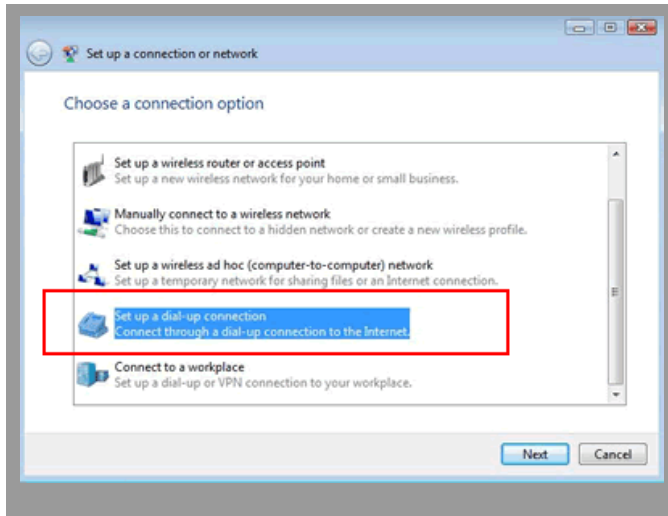 Set up a connection or network
Choose a connection option
Set up a wireless router or access point
Set up a new wireless network for your home or small business.
Manually connect to a wireless network
Choose this to connect to a hidden network or create a new wireless profile.
Set up a wireless ad hoc (computer-to-computer) network
Set up a temporary network for sharing files or an Internet connection.
Set up a dial-up connection
Connect through a dial-up connection to the Internet.
Connect to a workplace
Set up a dial-up or VPN connection to your workplace.
Next Cancel